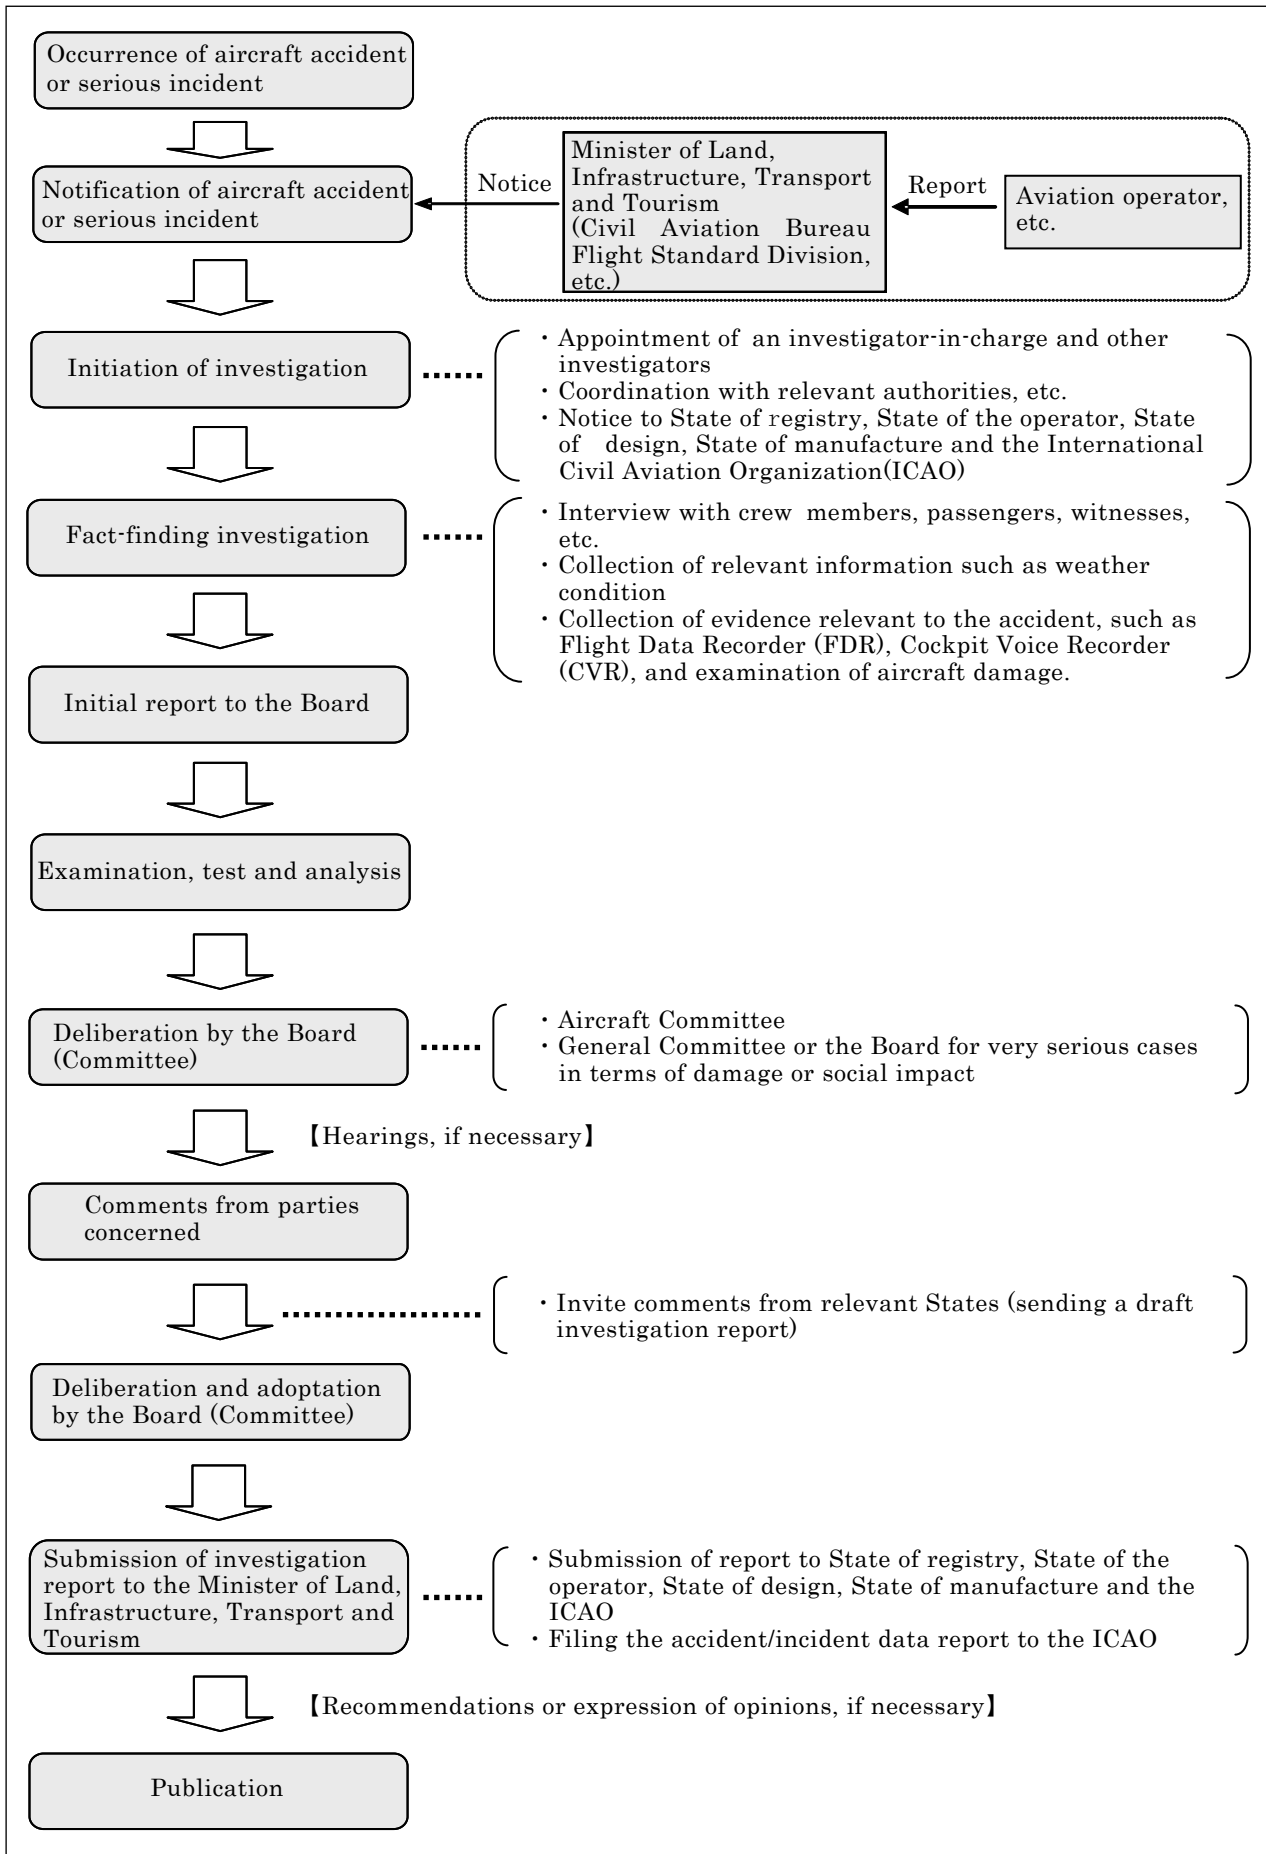 Occurrence of aircraft accident
or serious incident
Notification of aircraft accident
or serious incident
Notice
Minister of Land,
Infrastructure, Transport
and Tourism
(Civil Aviation Bureau
Flight Standard Division,
etc.)
Report
Aviation operator,
etc.
Initiation of investigation
・Appointment of an investigator-in-charge and other
investigators
・Coordination with relevant authorities, etc.
・Notice to State of registry, State of the operator, State
of design, State of manufacture and the International
Civil Aviation Organization(ICAO)
Fact-finding investigation
・Interview with crew members, passengers, witnesses,
etc.
・Collection of relevant information such as weather
condition
・Collection of evidence relevant to the accident, such as
Flight Data Recorder (FDR), Cockpit Voice Recorder
(CVR), and examination of aircraft damage.
Initial report to the Board
Examination, test and analysis
Deliberation by the Board
(Committee)
・Aircraft Committee
・General Committee or the Board for very serious cases
in terms of damage or social impact
【Hearings, if necessary】
Comments from parties
concerned
・Invite comments from relevant States (sending a draft
investigation report)
Deliberation and adoptation
by the Board (Committee)
Submission of investigation
report to the Minister of Land,
Infrastructure, Transport and
Tourism
・Submission of report to State of registry, State of the
operator, State of design, State of manufacture and the
ICAO
・Filing the accident/incident data report to the ICAO
【Recommendations or expression of opinions, if necessary】
Publication